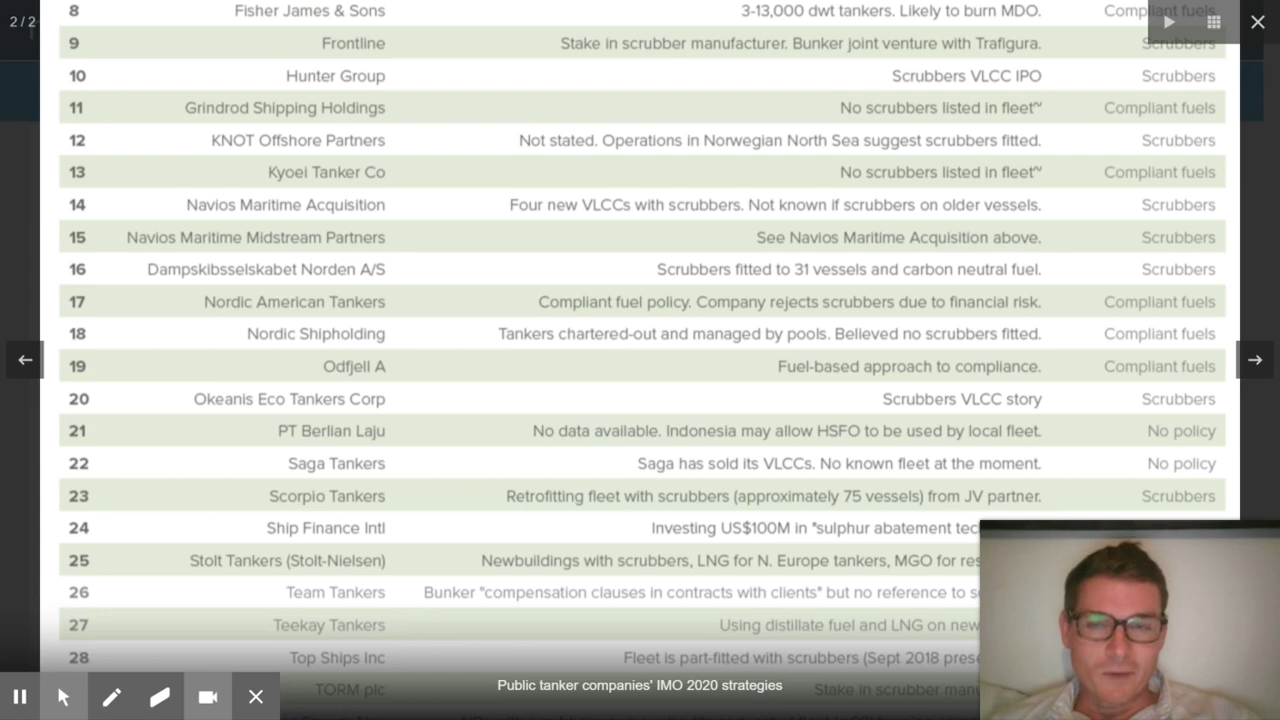 2 / 2
8 Fisher James & Sons 3-13,000 dwt tankers. Likely to burn MDO. Compliant fuels
9 Frontline Stake in scrubber manufacturer. Bunker joint venture with Trafigura. Scrubbers
10 Hunter Group Scrubbers VLCC IPO Scrubbers
11 Grindrod Shipping Holdings No scrubbers listed in fleet~ Compliant fuels
12 KNOT Offshore Partners Not stated. Operations in Norwegian North Sea suggest scrubbers fitted. Scrubbers
13 Kyoei Tanker Co No scrubbers listed in fleet~ Compliant fuels
14 Navios Maritime Acquisition Four new VLCCs with scrubbers. Not known if scrubbers on older vessels. Scrubbers
15 Navios Maritime Midstream Partners See Navios Maritime Acquisition above. Scrubbers
16 Dampskibsselskabet Norden A/S Scrubbers fitted to 31 vessels and carbon neutral fuel. Scrubbers
17 Nordic American Tankers Compliant fuel policy. Company rejects scrubbers due to financial risk. Compliant fuels
18 Nordic Shipholding Tankers chartered-out and managed by pools. Believed no scrubbers fitted. Compliant fuels
19 Odfjell A Fuel-based approach to compliance. Compliant fuels
20 Okeanis Eco Tankers Corp Scrubbers VLCC story Scrubbers
21 PT Berlian Laju No data available. Indonesia may allow HSFO to be used by local fleet. No policy
22 Saga Tankers Saga has sold its VLCCs. No known fleet at the moment. No policy
23 Scorpio Tankers Retrofitting fleet with scrubbers (approximately 75 vessels) from JV partner. Scrubbers
24 Ship Finance Intl Investing US$100M in "sulphur abatement
25 Stolt Tankers (Stolt-Nielsen) Newbuildings with scrubbers, LNG for N. Europe tankers, MGO for
26 Team Tankers Bunker "compensation clauses in contracts with clients" but no reference to
27 Teekay Tankers Using distillate fuel and LNG on
28 Top Ships Inc Fleet is part-fitted with scrubbers (Sept 2018
TORM plc Stake in scrubber
Public tanker companies' IMO 2020 strategies